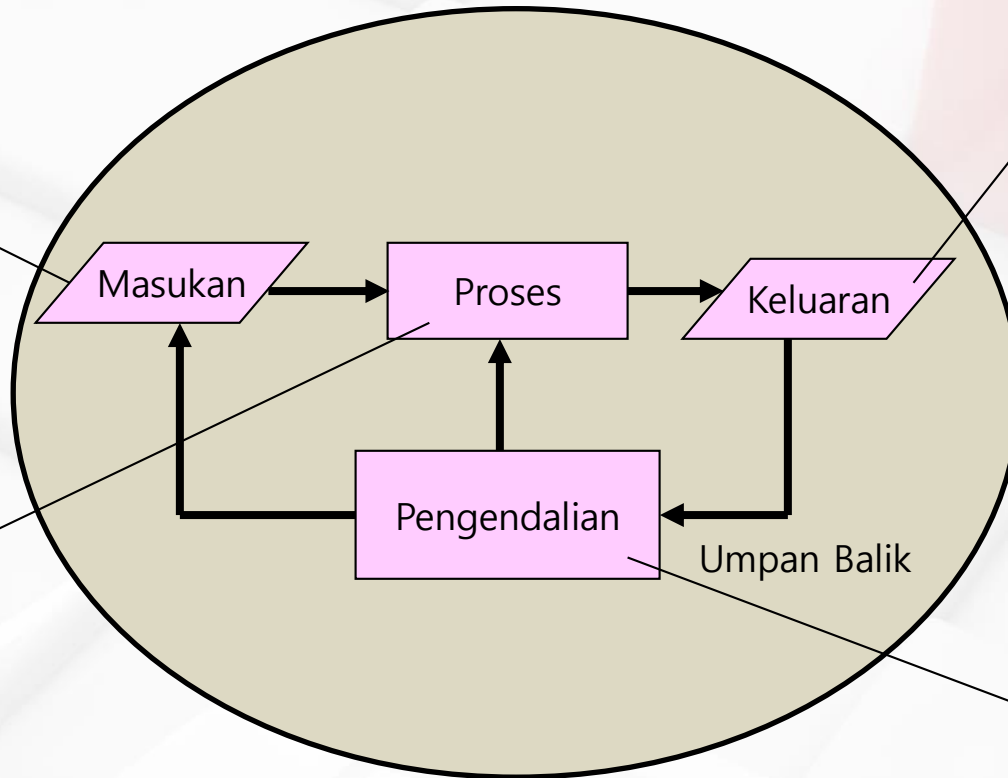 Masukan
Proses
Keluaran
Pengendalian
Umpan Balik